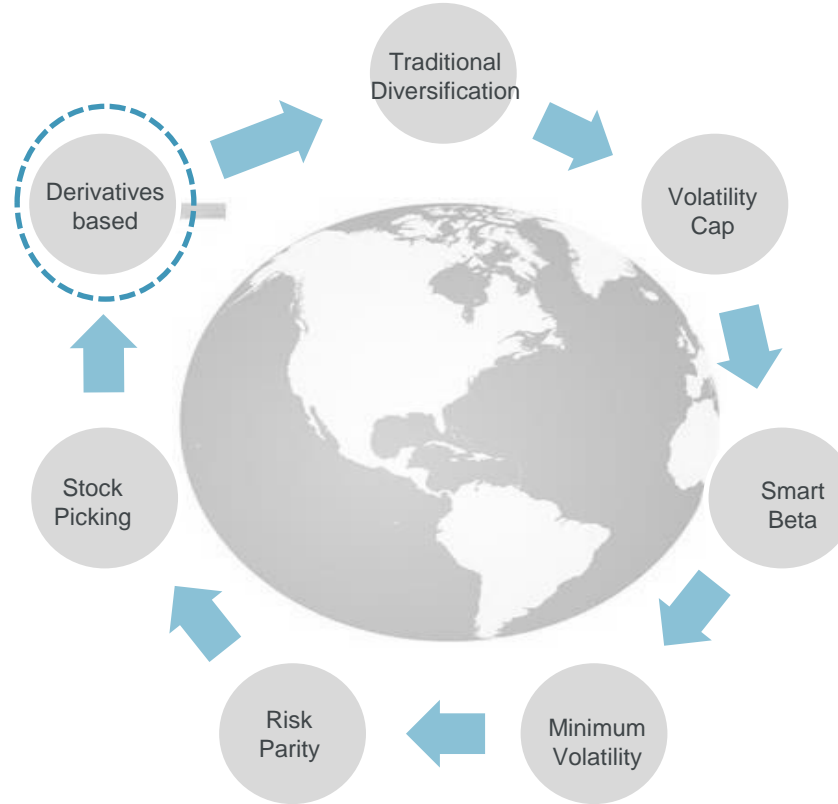 Traditional
Diversification
Volatility
Cap
Smart
Beta
Minimum
Volatility
Risk
Parity
Stock
Picking
Derivatives
based